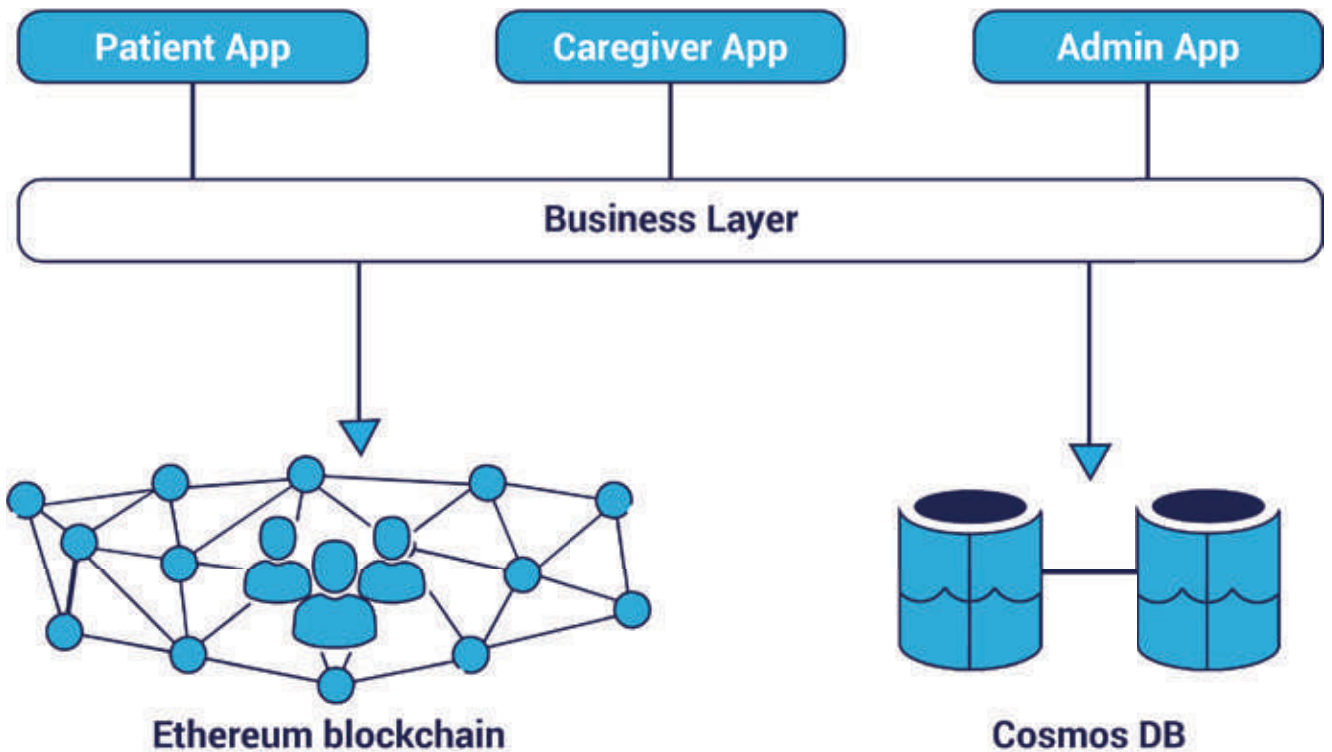 Patient App
Caregiver App
Admin App
Business Layer
Ethereum blockchain
Cosmos DB